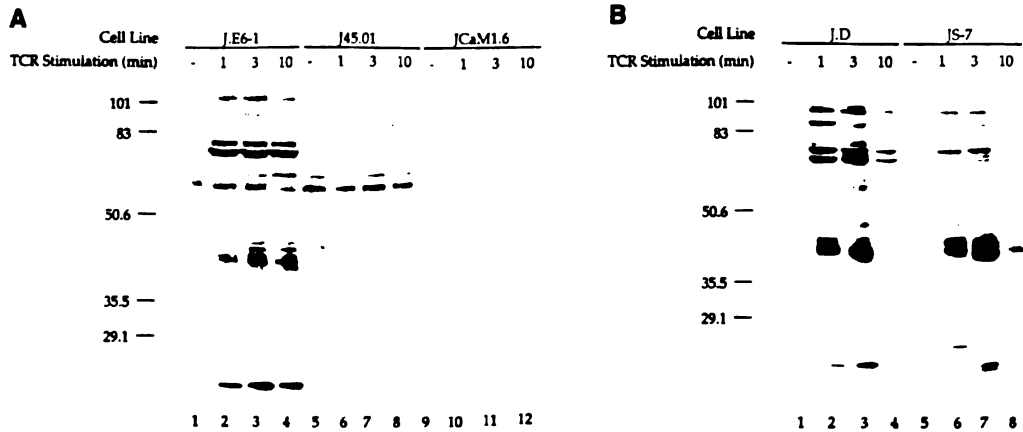 A
Cell Line J.E6-1 J45.01 JCaM1.6
TCR Stimulation (min) - 1 3 10 - 1 3 10 - 1 3 10
101
83
50.6
35.5
29.1
1 2 3 4 5 6 7 8 9 10 11 12
B
Cell Line J.D JS-7
TCR Stimulation (min) - 1 3 10 - 1 3 10
101
83
50.6
35.5
29.1
1 2 3 4 5 6 7 8